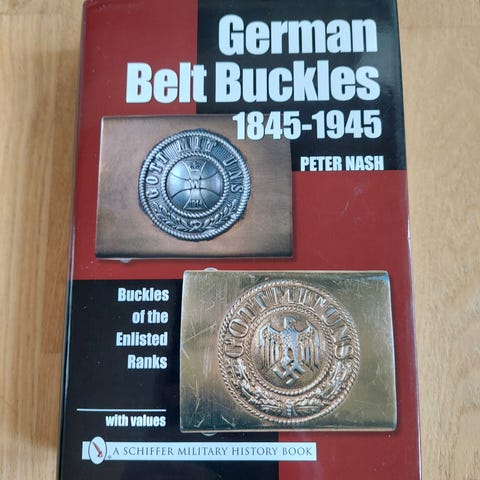 German
Belt Buckles
1845-1945
PETER NASH
GOTT MIT UNS
W
1914
GOTT MIT UNS
Buckles
of the
Enlisted
Ranks
with values
A SCHIFFER MILITARY HISTORY BOOK